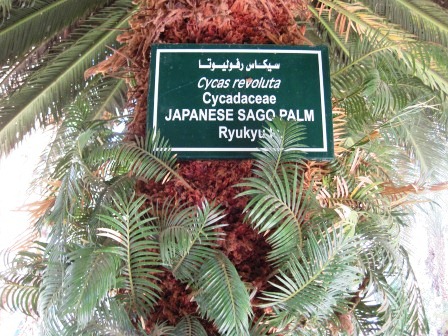 سيكاس رفوليوتا
Cycas revoluta
Cycadaceae
JAPANESE SAGO PALM
Ryukyu I